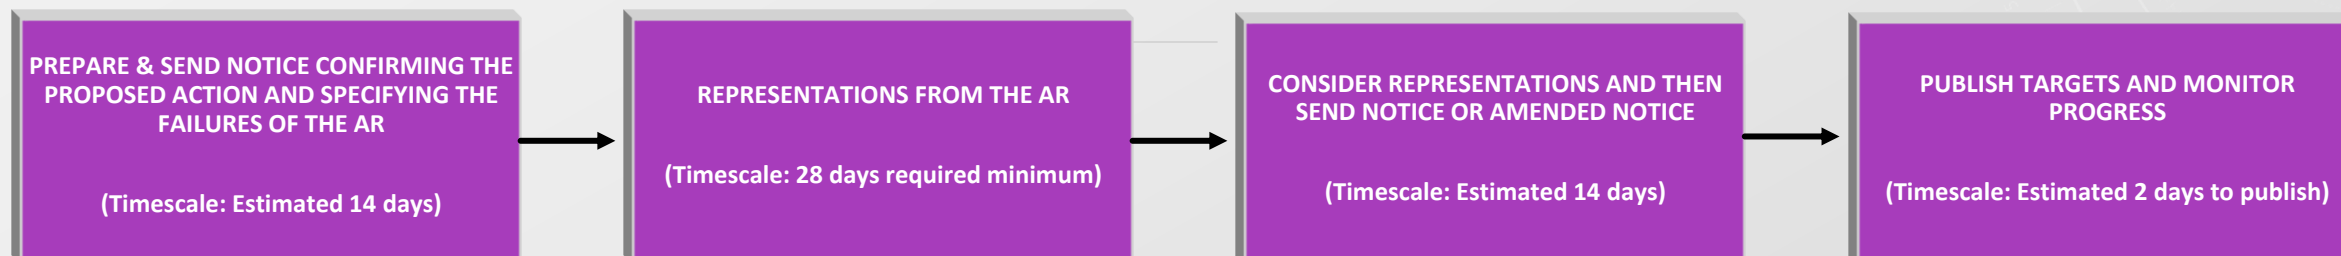 PREPARE & SEND NOTICE CONFIRMING THE
PROPOSED ACTION AND SPECIFYING THE
FAILURES OF THE AR
(Timescale: Estimated 14 days)
REPRESENTATIONS FROM THE AR
(Timescale: 28 days required minimum)
CONSIDER REPRESENTATIONS AND THEN
SEND NOTICE OR AMENDED NOTICE
(Timescale: Estimated 14 days)
PUBLISH TARGETS AND MONITOR
PROGRESS
(Timescale: Estimated 2 days to publish)